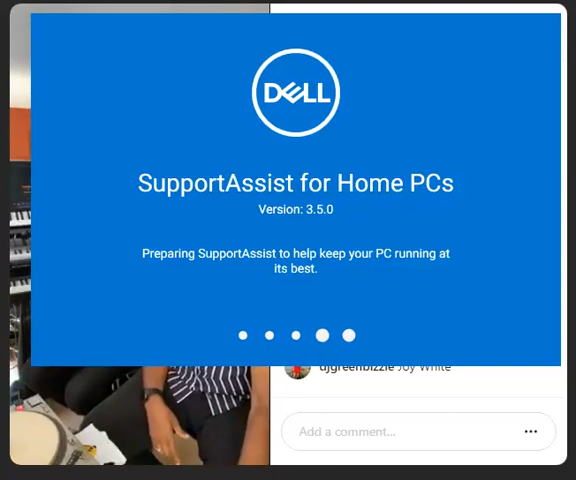 DELL
SupportAssist for Home PCs
Version: 3.5.0
Preparing SupportAssist to help keep your PC running at
its best.
djgreenbizzle Joy White
Add a comment...